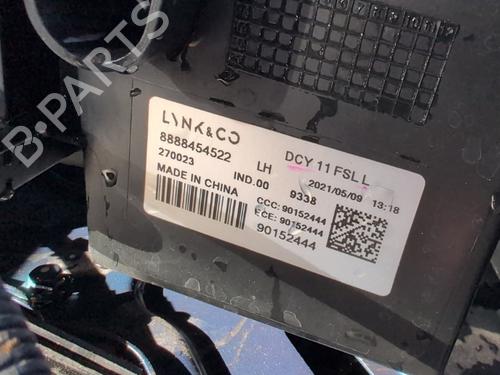 B-PARTS
LYNK&CO
8888454522 LH DCY 11 FSL L
270023 IND.00 9338 2021/05/09 13:18
MADE IN CHINA CCC: 90152444
ECE: 90152444
90152444